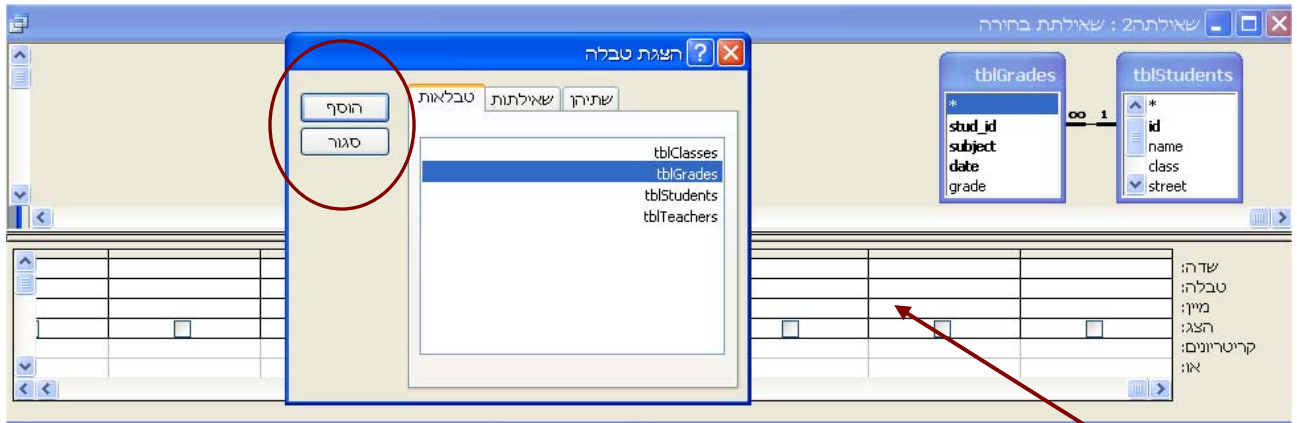 שאילתה2 : שאילתת בחירה
tblStudents
*
id
name
class
street
1
∞
tblGrades
*
stud_id
subject
date
grade
הצגת טבלה
טבלאות
שאילתות
שתיהן
tblClasses
tblGrades
tblStudents
tblTeachers
הוסף
סגור
שדה:
טבלה:
מיין:
הצג:
קריטריונים:
או: